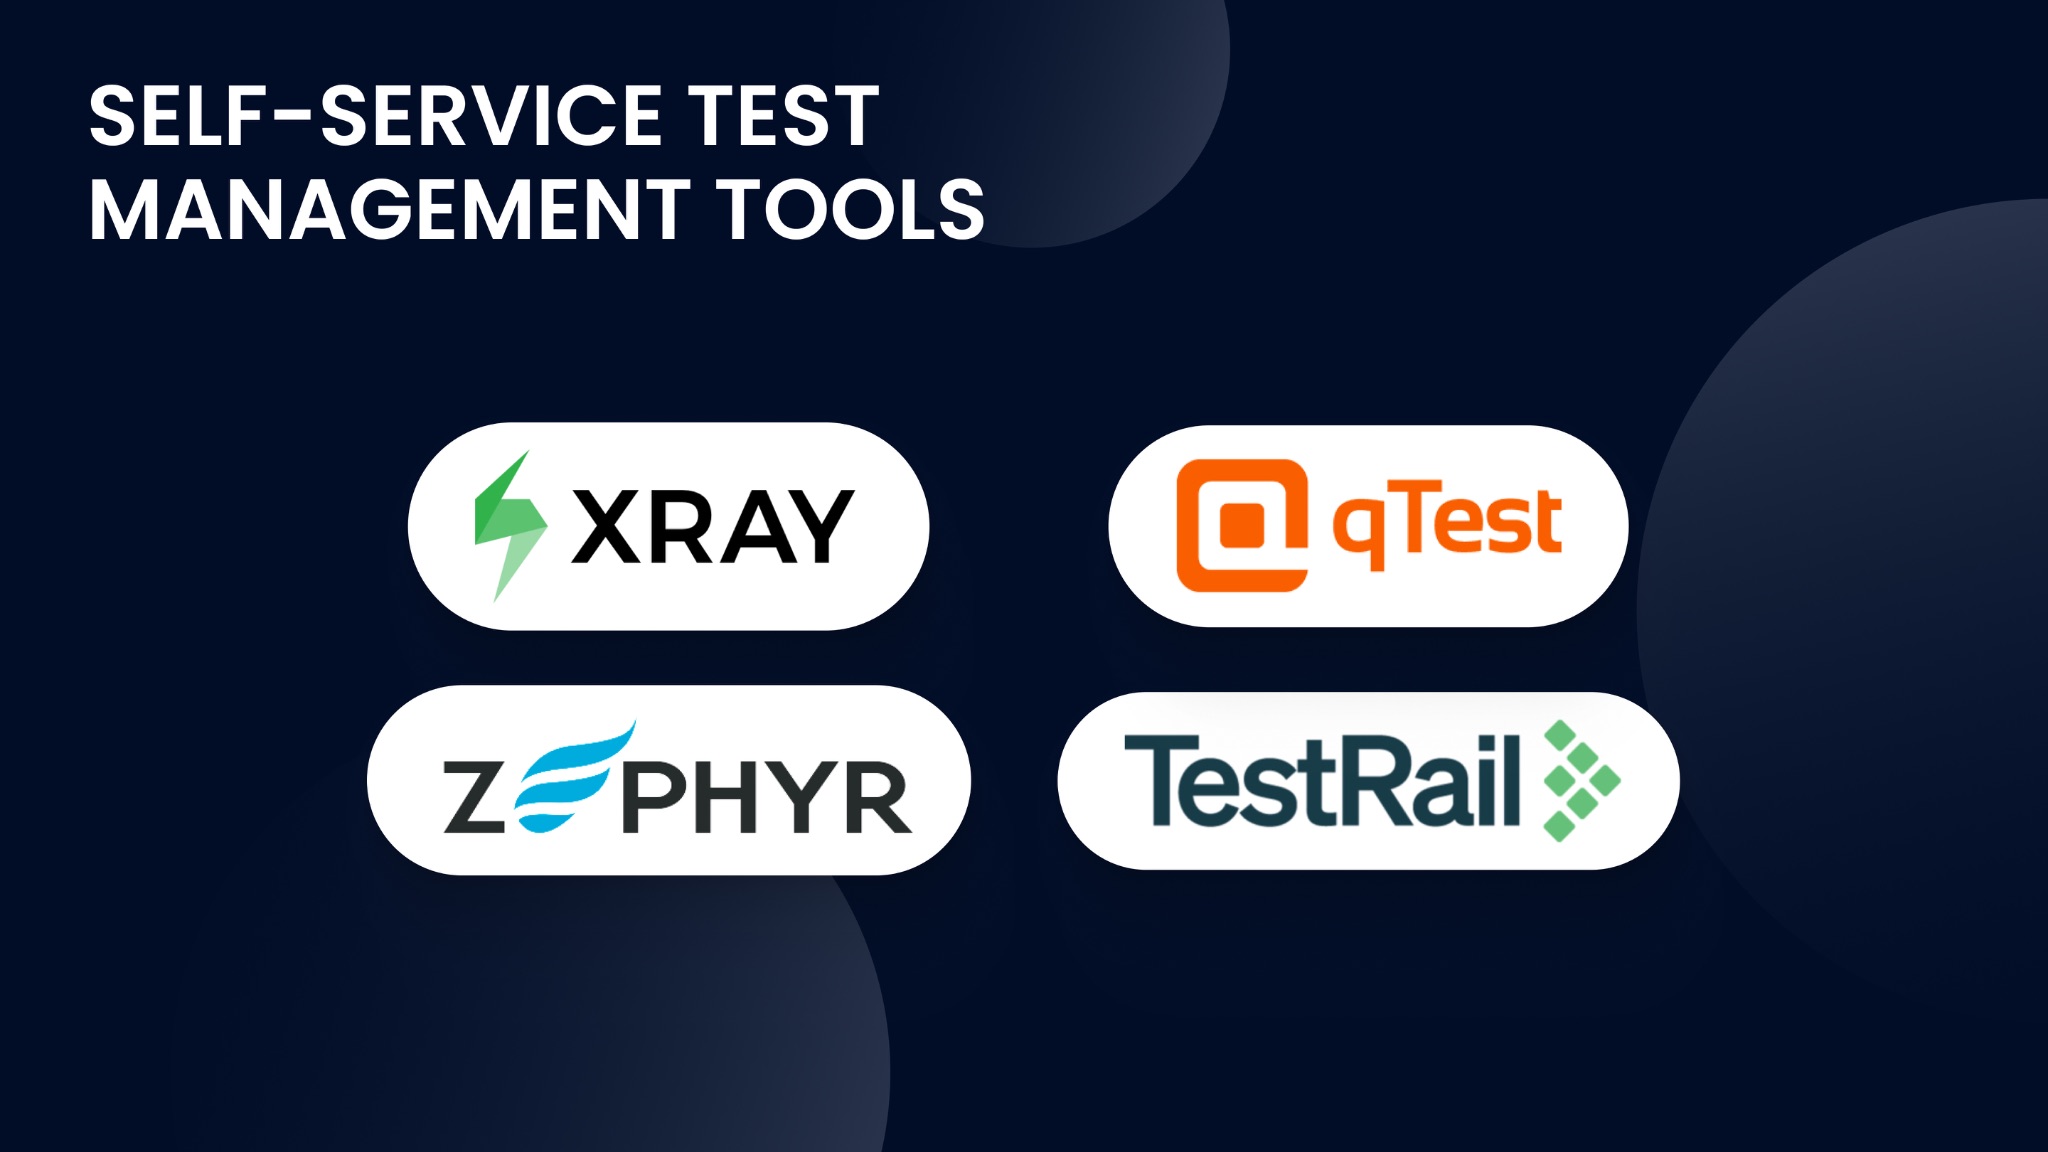 SELF-SERVICE TEST
MANAGEMENT TOOLS
XRAY
qTest
ZEPHYR
TestRail